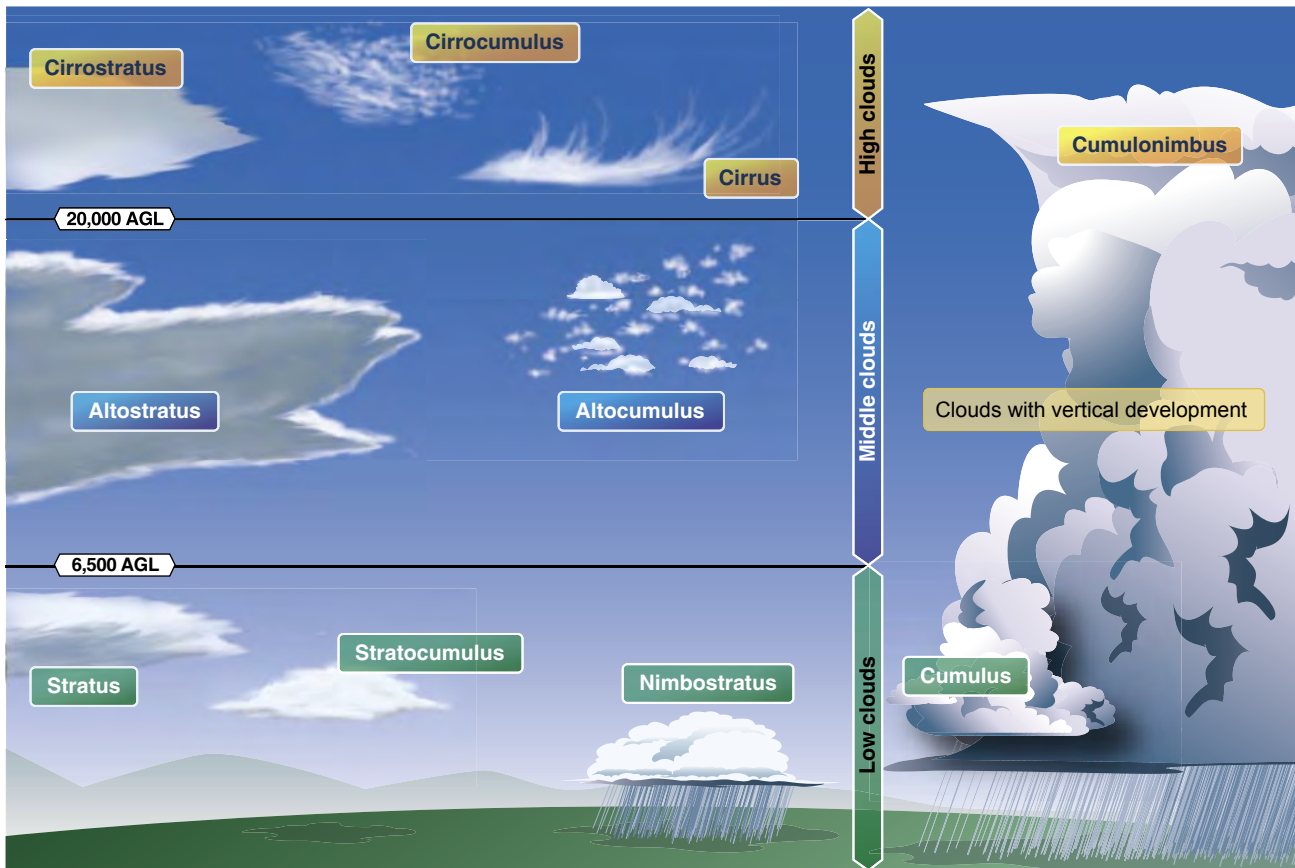 Cirrostratus
Cirrocumulus
Cirrus
High clouds
Cumulonimbus
20,000 AGL
Altostratus
Altocumulus
Middle clouds
Clouds with vertical development
6,500 AGL
Stratus
Stratocumulus
Nimbostratus
Low clouds
Cumulus